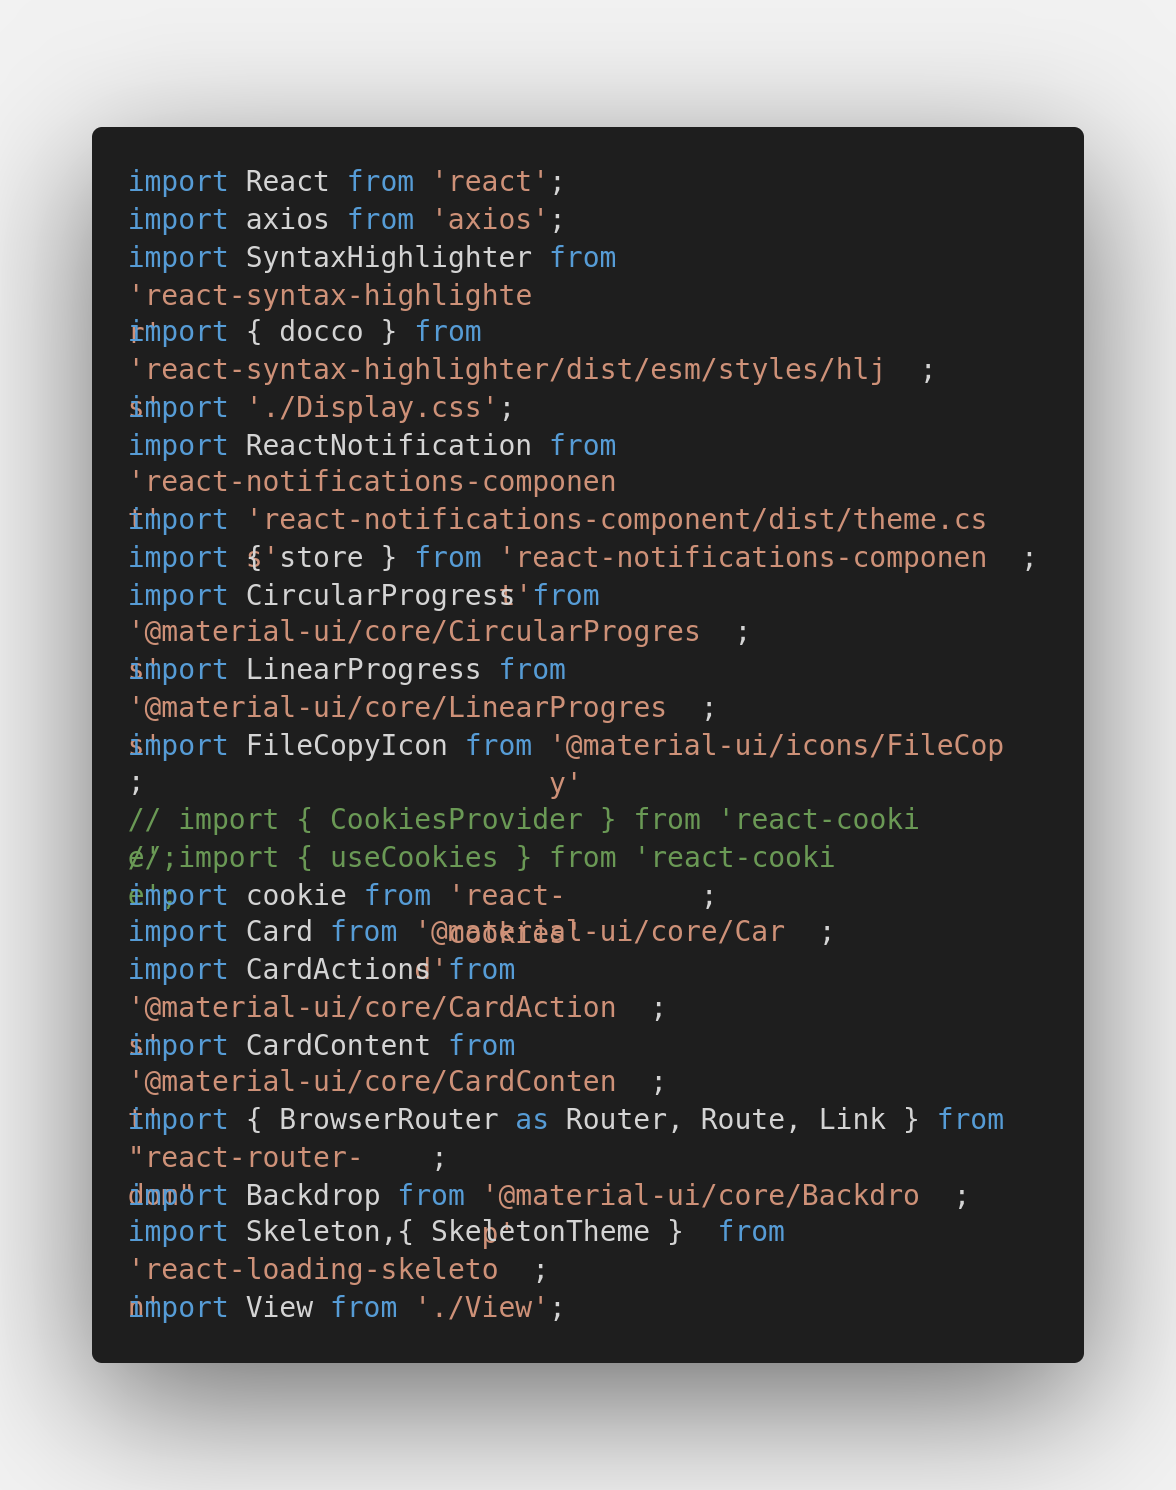 import React from 'react';
import axios from 'axios';
import SyntaxHighlighter from
'react-syntax-highlighte
r'
import { docco } from
'react-syntax-highlighter/dist/esm/styles/hlj ;
s'
import './Display.css';
import ReactNotification from
'react-notifications-componen
t'
import 'react-notifications-component/dist/theme.cs
s'
import { store } from 'react-notifications-componen ;
t'
import CircularProgress from
'@material-ui/core/CircularProgres ;
s'
import LinearProgress from
'@material-ui/core/LinearProgres ;
s'
import FileCopyIcon from '@material-ui/icons/FileCop
y'
;
// import { CookiesProvider } from 'react-cooki
e';
// import { useCookies } from 'react-cooki
e';
import cookie from 'react- ;
cookies'
import Card from '@material-ui/core/Car ;
d'
import CardActions from
'@material-ui/core/CardAction ;
s'
import CardContent from
'@material-ui/core/CardConten ;
t'
import { BrowserRouter as Router, Route, Link } from
"react-router- ;
dom"
import Backdrop from '@material-ui/core/Backdro ;
p'
import Skeleton,{ SkeletonTheme } from
'react-loading-skeleto ;
n'
import View from './View';